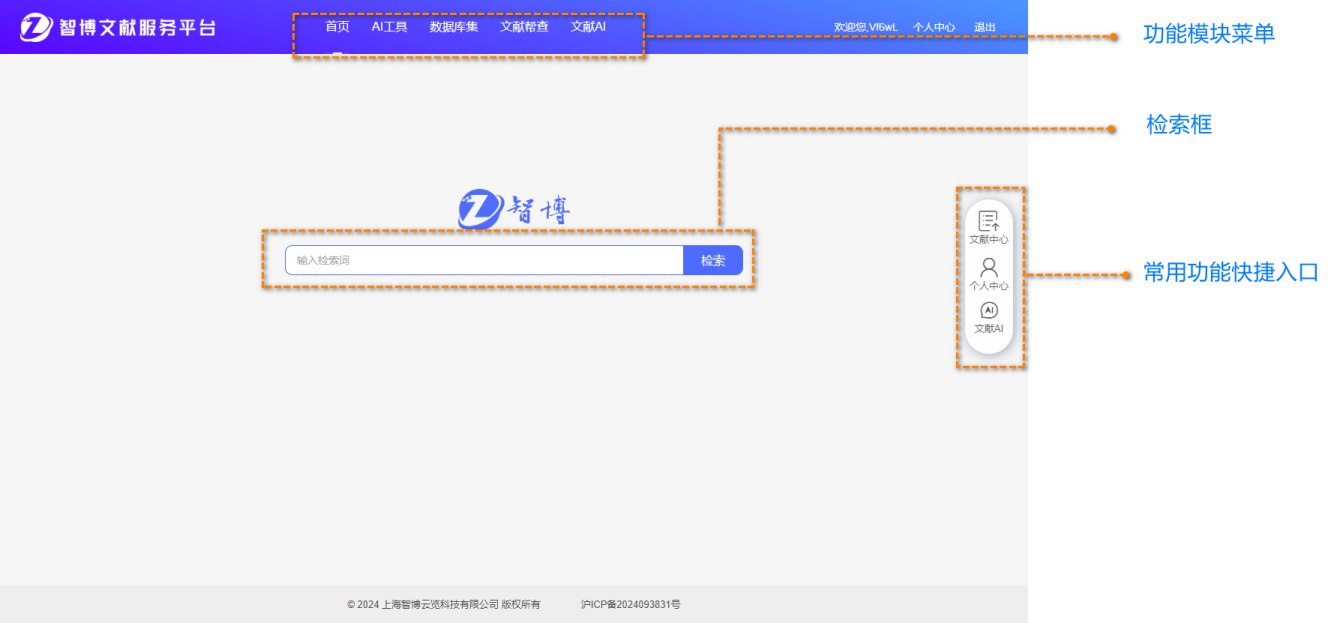 智博文献服务平台
首页 AI工具 数据库集 文献帮查 文献AI
欢迎您,Vf6wL 个人中心 退出
功能模块菜单
检索框
智博
输入检索词 检索
文献中心
个人中心
AI
文献AI
常用功能快捷入口
© 2024 上海智博云览科技有限公司 版权所有 沪ICP备2024093831号